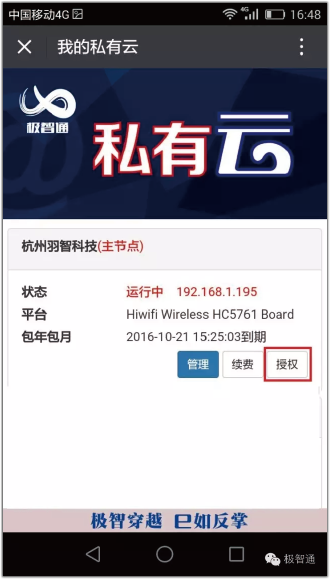 中国移动4G 4G 16:48
我的私有云
极智通
私有云
杭州羽智科技(主节点)
状态 运行中 192.168.1.195
平台 Hiwifi Wireless HC5761 Board
包年包月 2016-10-21 15:25:03到期
管理 续费 授权
极智穿越 已如反掌
极智通